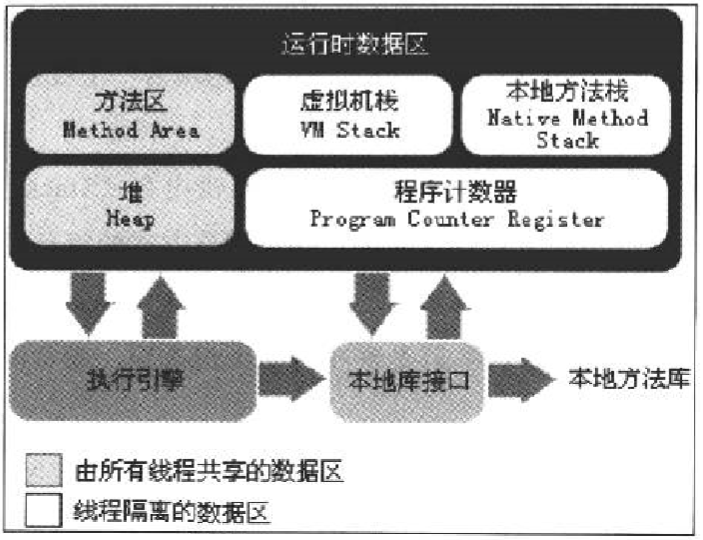 运行时数据区
方法区
Method Area
虚拟机栈
VM Stack
本地方法栈
Native Method
Stack
堆
Heap
程序计数器
Program Counter Register
执行引擎
本地库接口
本地方法库
由所有线程共享的数据区
线程隔离的数据区